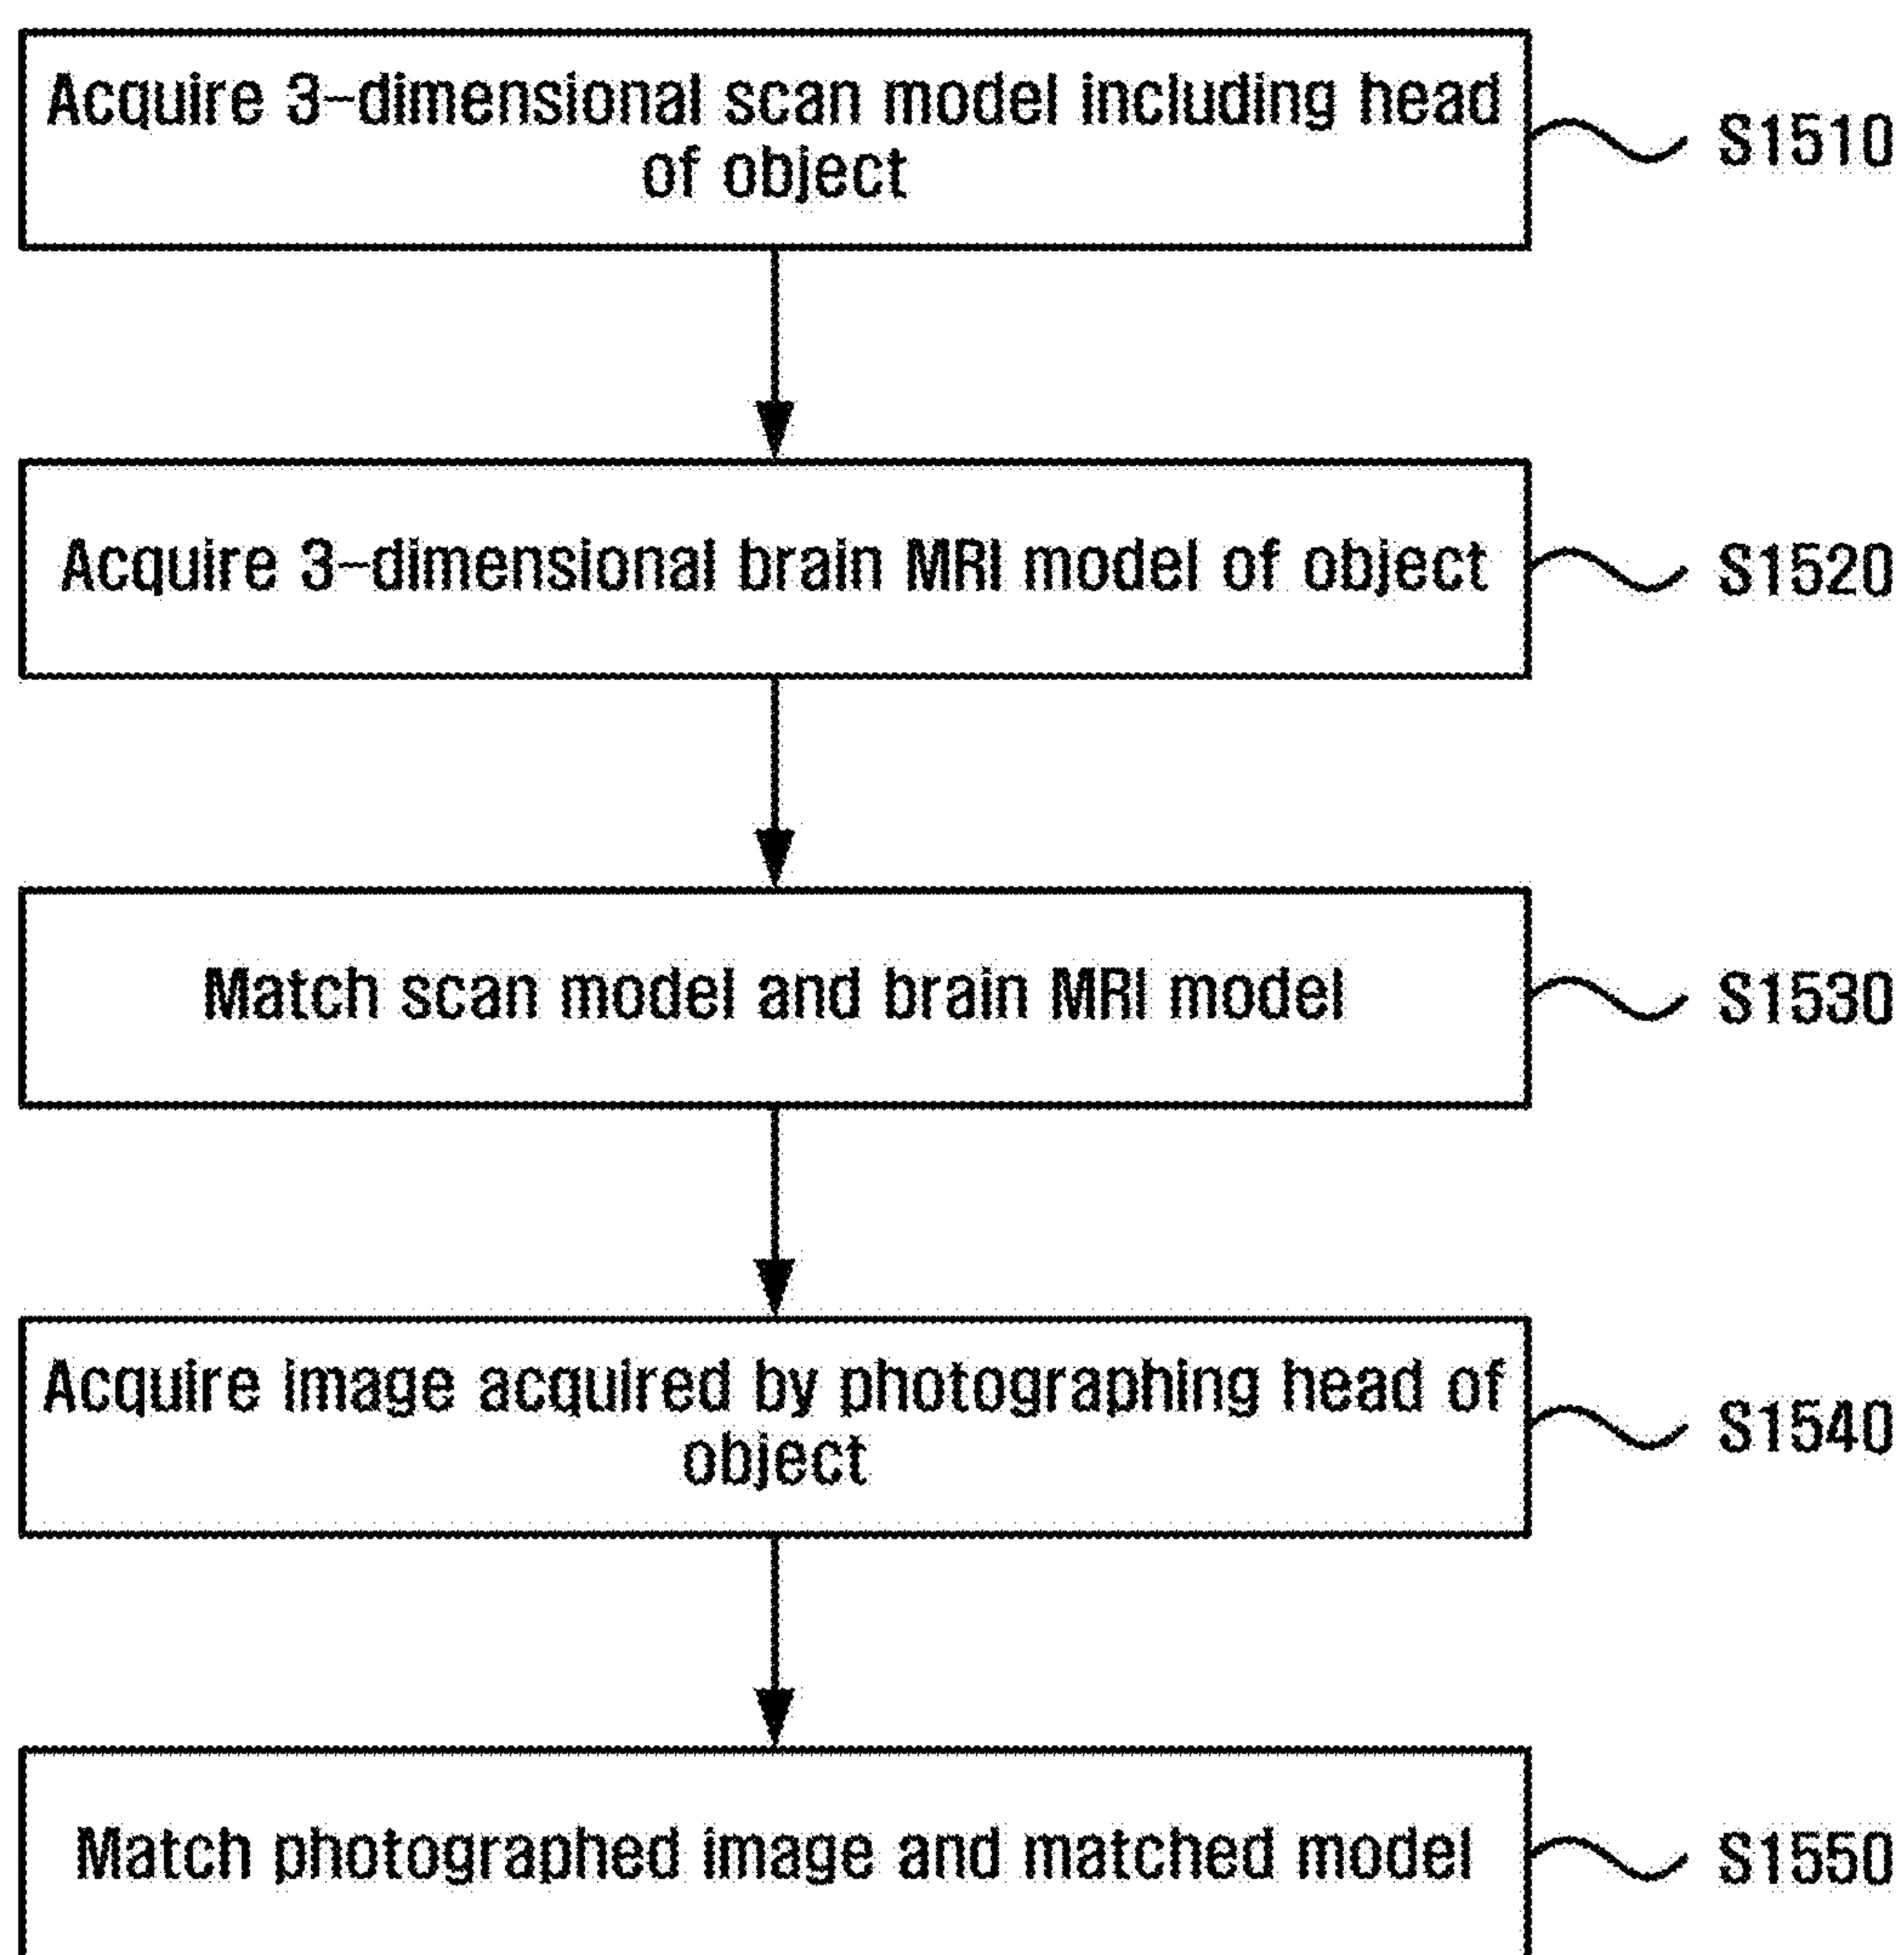 Acquire 3-dimensional scan model including head
of object
S1510
Acquire 3-dimensional brain MRI model of object
S1520
Match scan model and brain MRI model
S1530
Acquire image acquired by photographing head of
object
S1540
Match photographed image and matched model
S1550